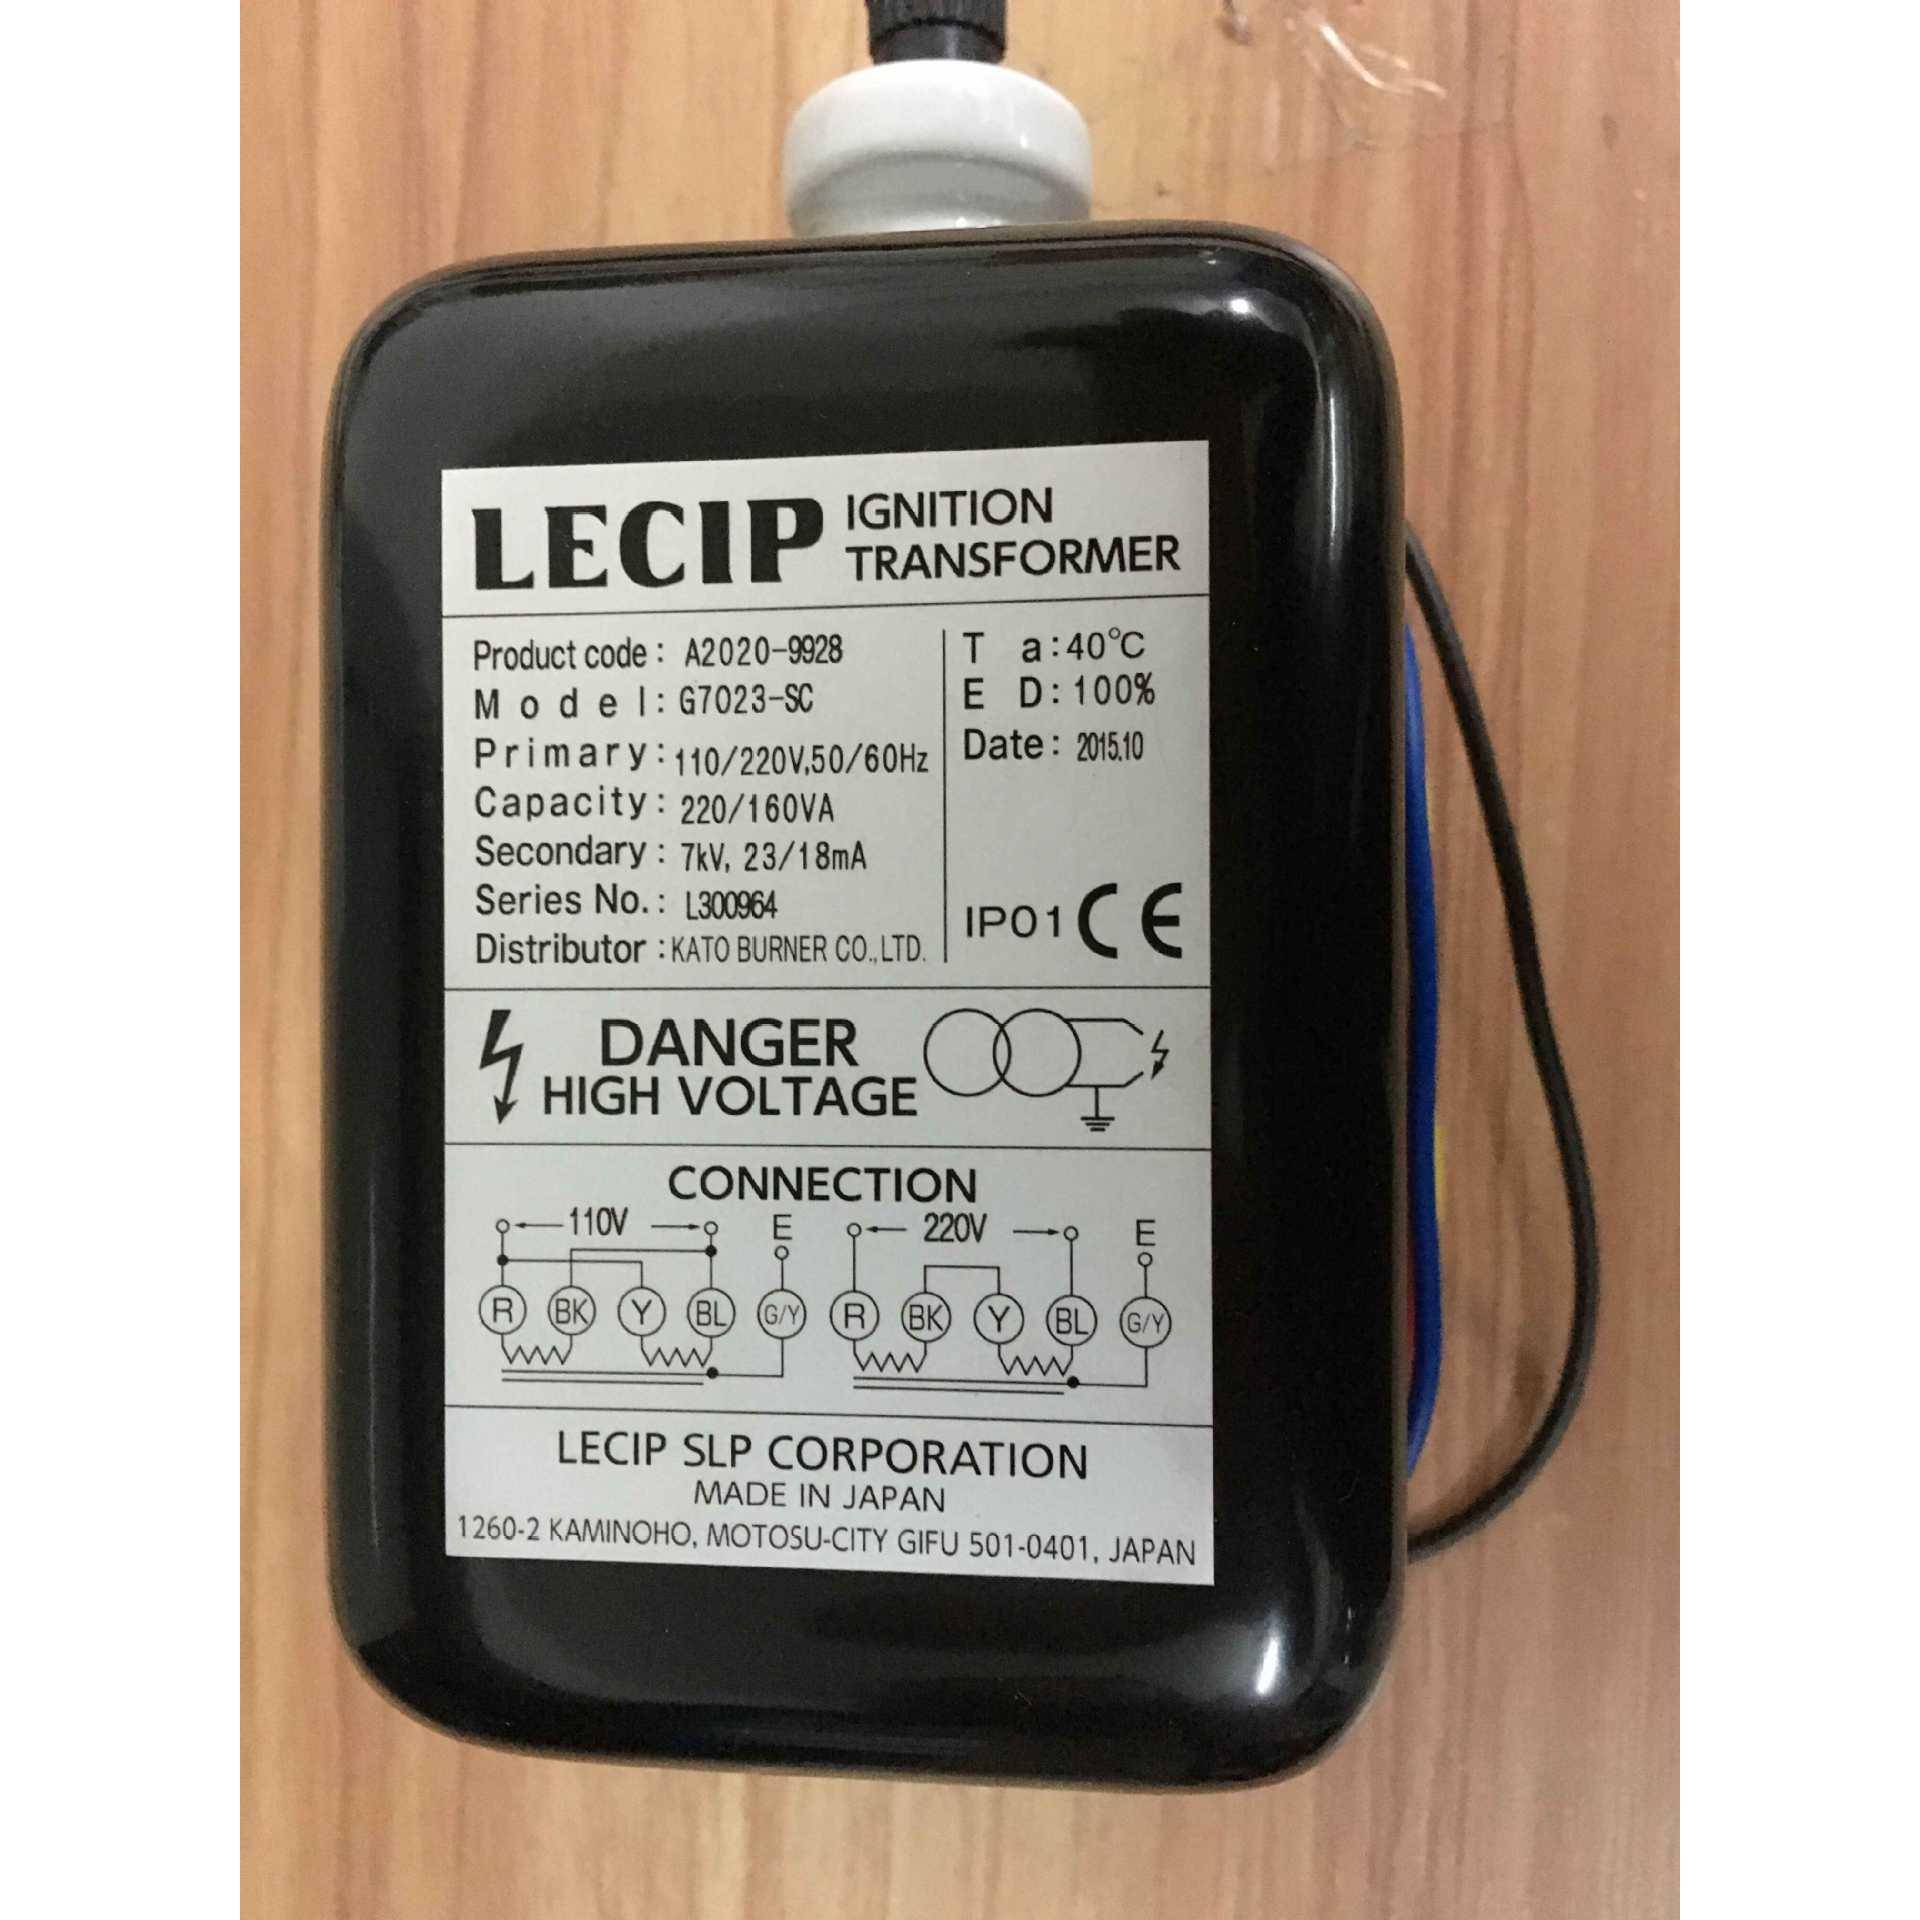 LECIP IGNITION
TRANSFORMER
Product code : A2020-9928
Model : G7023-SC
Primary : 110/220V,50/60Hz
Capacity : 220/160VA
Secondary : 7kV, 23/18mA
Series No. : L300964
Distributor : KATO BURNER CO.,LTD.
T a : 40℃
E D : 100%
Date : 2015.10
IP01 CE
DANGER
HIGH VOLTAGE
CONNECTION
110V E 220V E
R BK Y BL G/Y R BK Y BL G/Y
LECIP SLP CORPORATION
MADE IN JAPAN
1260-2 KAMINOHO, MOTOSU-CITY GIFU 501-0401, JAPAN